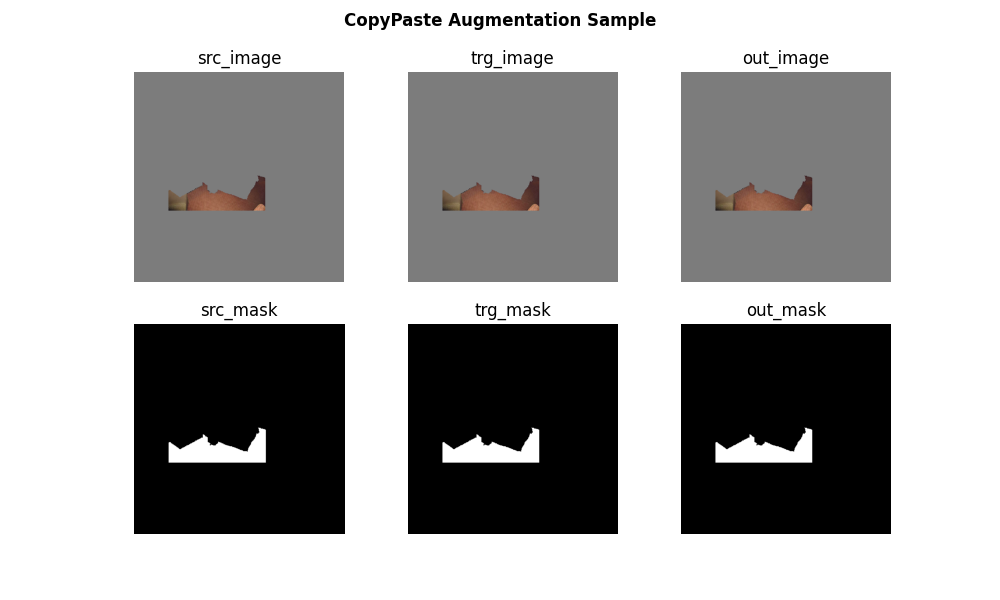 CopyPaste Augmentation Sample
src_image
trg_image
out_image
src_mask
trg_mask
out_mask